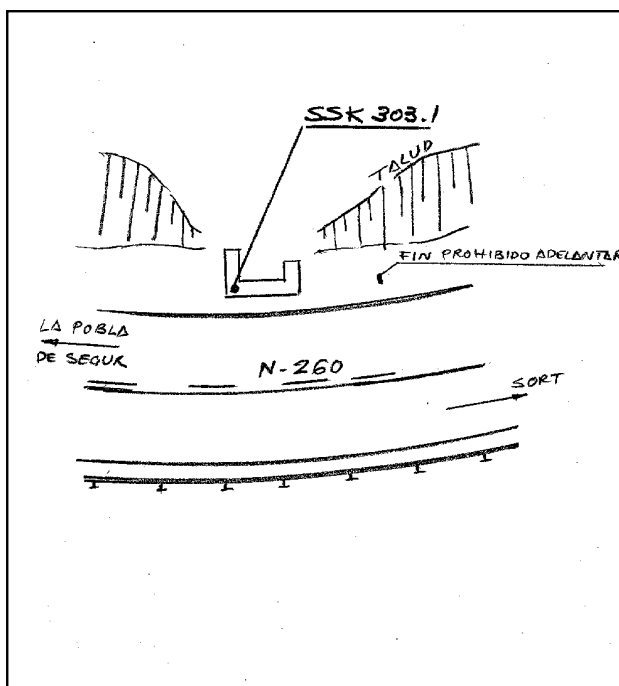 SSK 303.1
TALUD
FIN PROHIBIDO ADELANTAR
LA POBLA
DE SEGUR
N-260
SORT